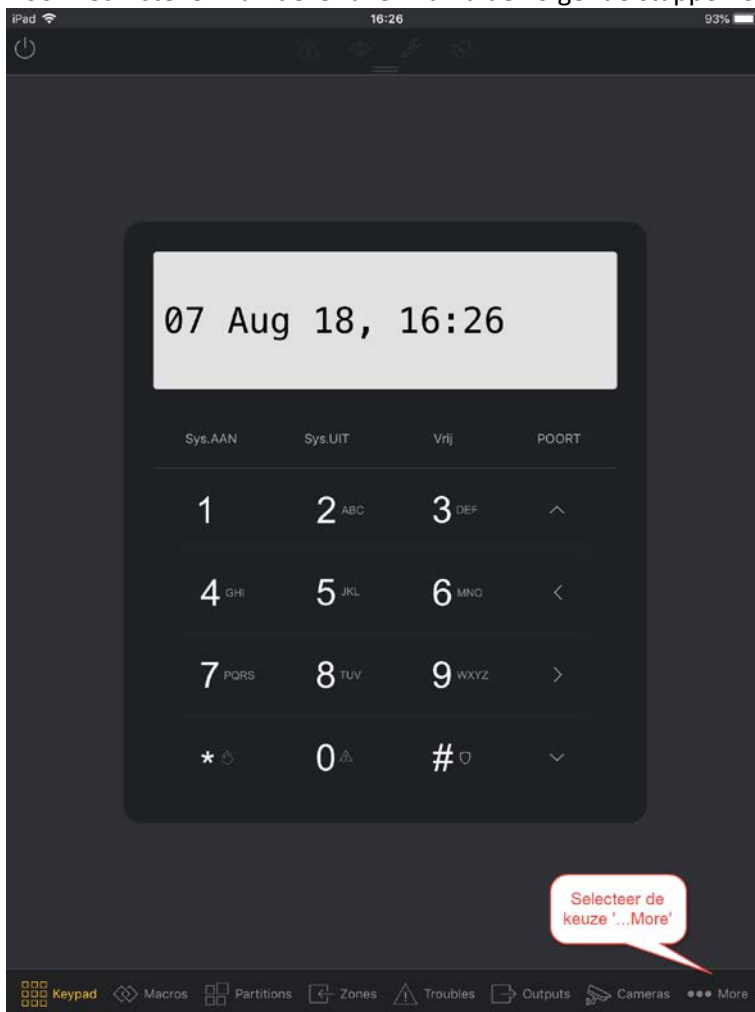 iPad 16:26 93%
07 Aug 18, 16:26
Sys.AAN Sys.UIT Vrij POORT
1 2 ABC 3 DEF
4 GHI 5 JKL 6 MNO
7 PQRS 8 TUV 9 WXYZ
* 0 #
Selecteer de
keuze '...More'
Keypad Macros Partitions Zones Troubles Outputs Cameras More